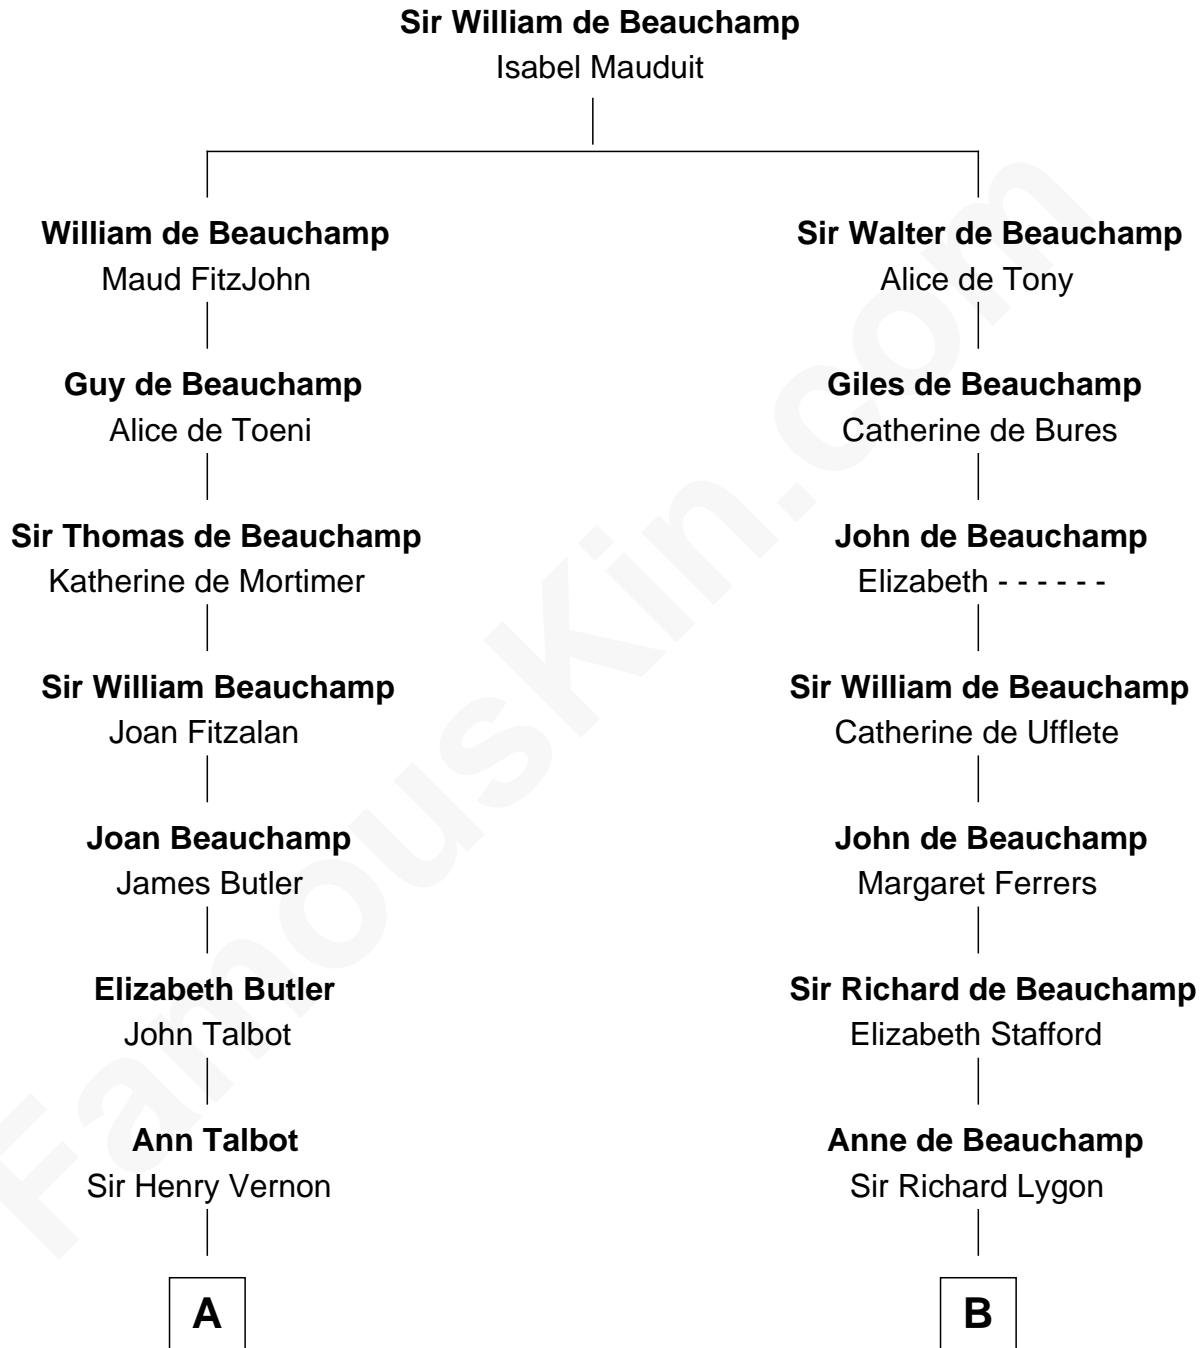 Sir William de Beauchamp
Isabel Mauduit
William de Beauchamp
Maud FitzJohn
Sir Walter de Beauchamp
Alice de Tony
Guy de Beauchamp
Alice de Toeni
Giles de Beauchamp
Catherine de Bures
Sir Thomas de Beauchamp
Katherine de Mortimer
John de Beauchamp
Elizabeth - - - - - -
Sir William Beauchamp
Joan Fitzalan
Sir William de Beauchamp
Catherine de Ufflete
Joan Beauchamp
James Butler
John de Beauchamp
Margaret Ferrers
Elizabeth Butler
John Talbot
Sir Richard de Beauchamp
Elizabeth Stafford
Ann Talbot
Sir Henry Vernon
Anne de Beauchamp
Sir Richard Lygon
A
B
FamousKin.com